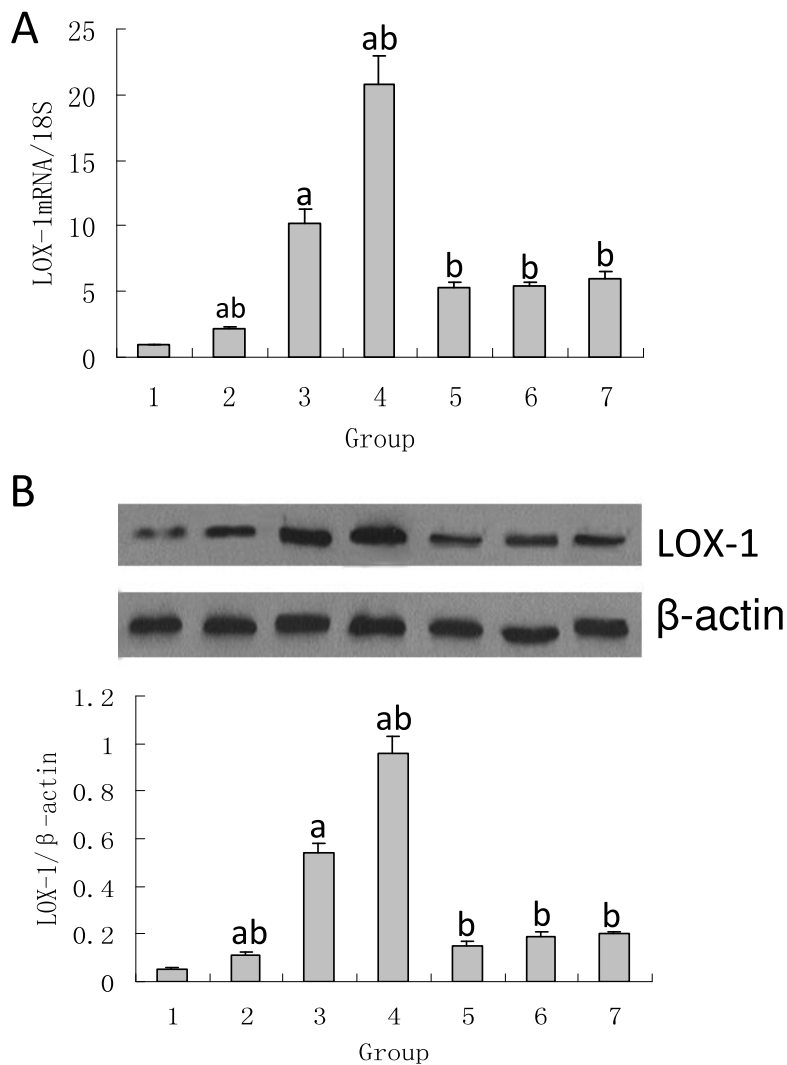 A
25
20
15
10
5
0
LOX-1mRNA/18S
ab
a
ab
b
b
b
1 2 3 4 5 6 7
Group
B
LOX-1
β-actin
1.2
1
0.8
0.6
0.4
0.2
0
LOX-1/β-actin
ab
a
ab
b
b
b
1 2 3 4 5 6 7
Group